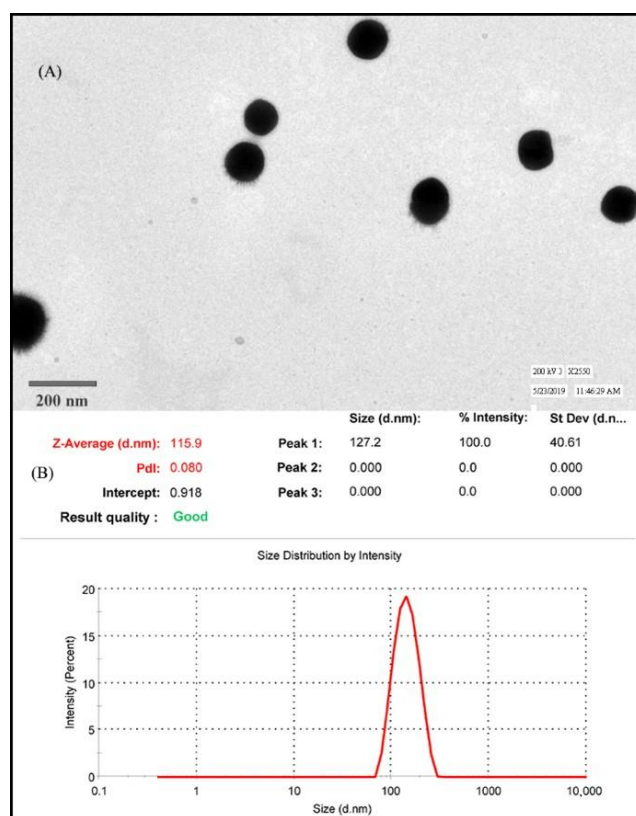 (A)
200 nm
200 kV X2550
5/23/2019 11:46:29 AM
Size (d.nm): % Intensity: St Dev (d.n...
Z-Average (d.nm): 115.9 Peak 1: 127.2 100.0 40.61
PdI: 0.080 Peak 2: 0.000 0.0 0.000
(B)
Intercept: 0.918 Peak 3: 0.000 0.0 0.000
Result quality : Good
Size Distribution by Intensity
Intensity (Percent)
20
15
10
5
0
0.1 1 10 100 1000 10,000
Size (d.nm)